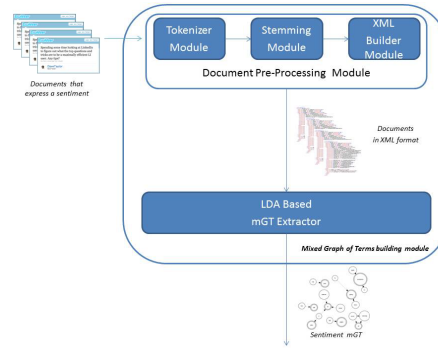 Tokenizer
Module
Stemming
Module
XML
Builder
Module
Document Pre-Processing Module
Documents that
express a sentiment
Documents
in XML format
LDA Based
mGT Extractor
Mixed Graph of Terms building module
Sentiment mGT